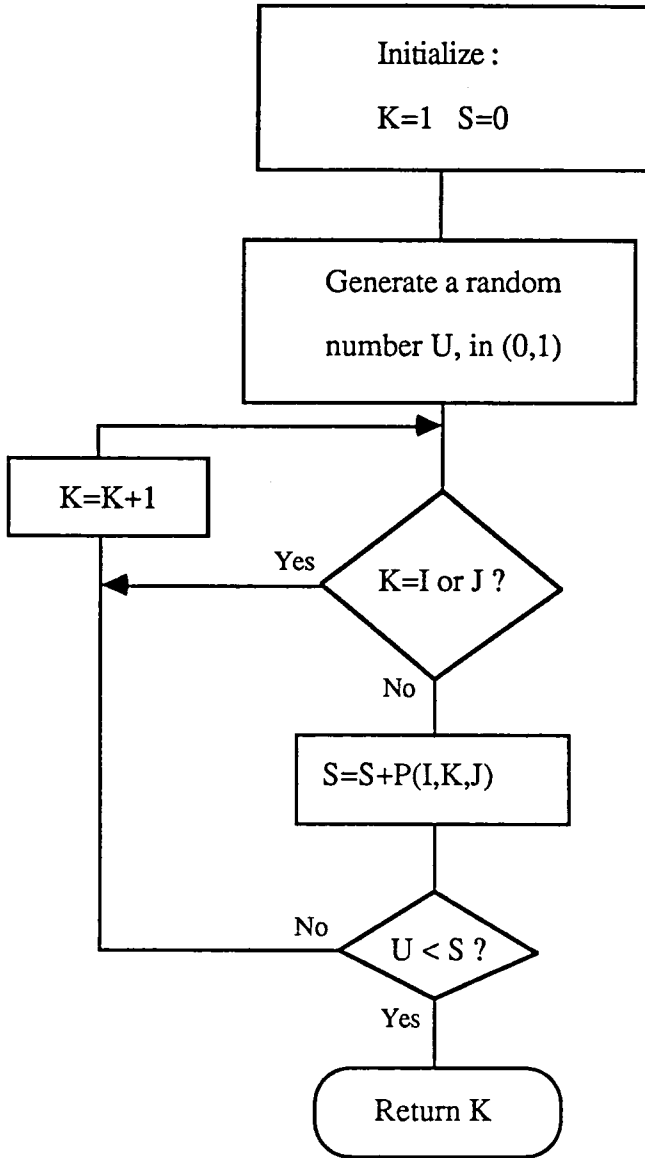 Initialize :
K=1 S=0
Generate a random
number U, in (0,1)
K=K+1
Yes
K=I or J ?
No
S=S+P(I,K,J)
No
U < S ?
Yes
Return K